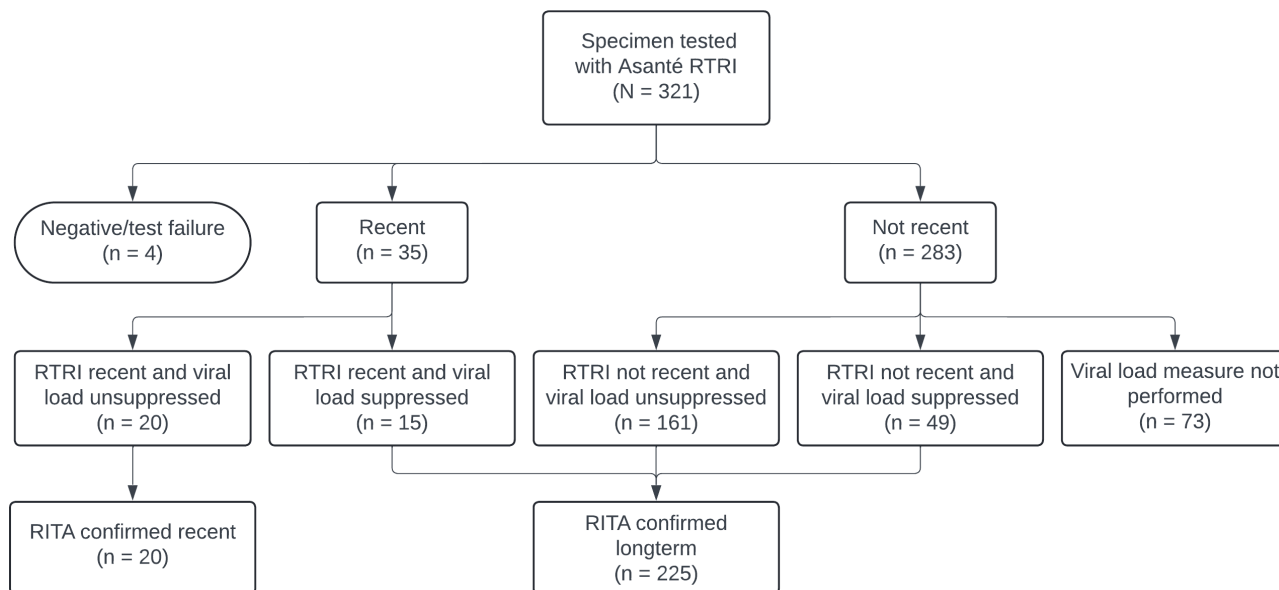 Specimen tested
with Asanté RTRI
(N = 321)
Negative/test failure
(n = 4)
Recent
(n = 35)
Not recent
(n = 283)
RTRI recent and viral
load unsuppressed
(n = 20)
RTRI recent and viral
load suppressed
(n = 15)
RTRI not recent and
viral load unsuppressed
(n = 161)
RTRI not recent and
viral load suppressed
(n = 49)
Viral load measure not
performed
(n = 73)
RITA confirmed recent
(n = 20)
RITA confirmed
longterm
(n = 225)